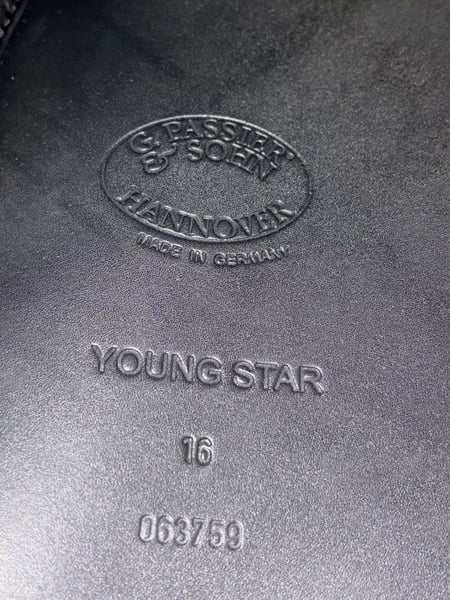 G. PASSIER®
& SOHN
HANNOVER
MADE IN GERMANY
YOUNG STAR
16
063759